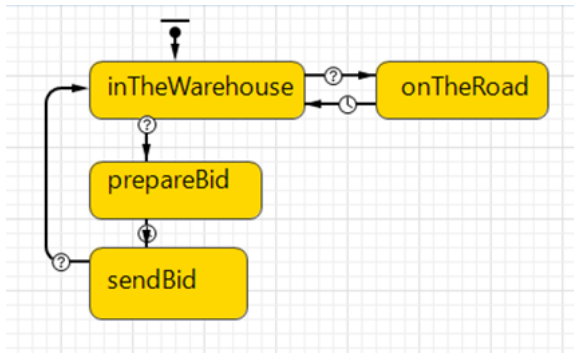 inTheWarehouse
?
onTheRoad
?
prepareBid
?
sendBid